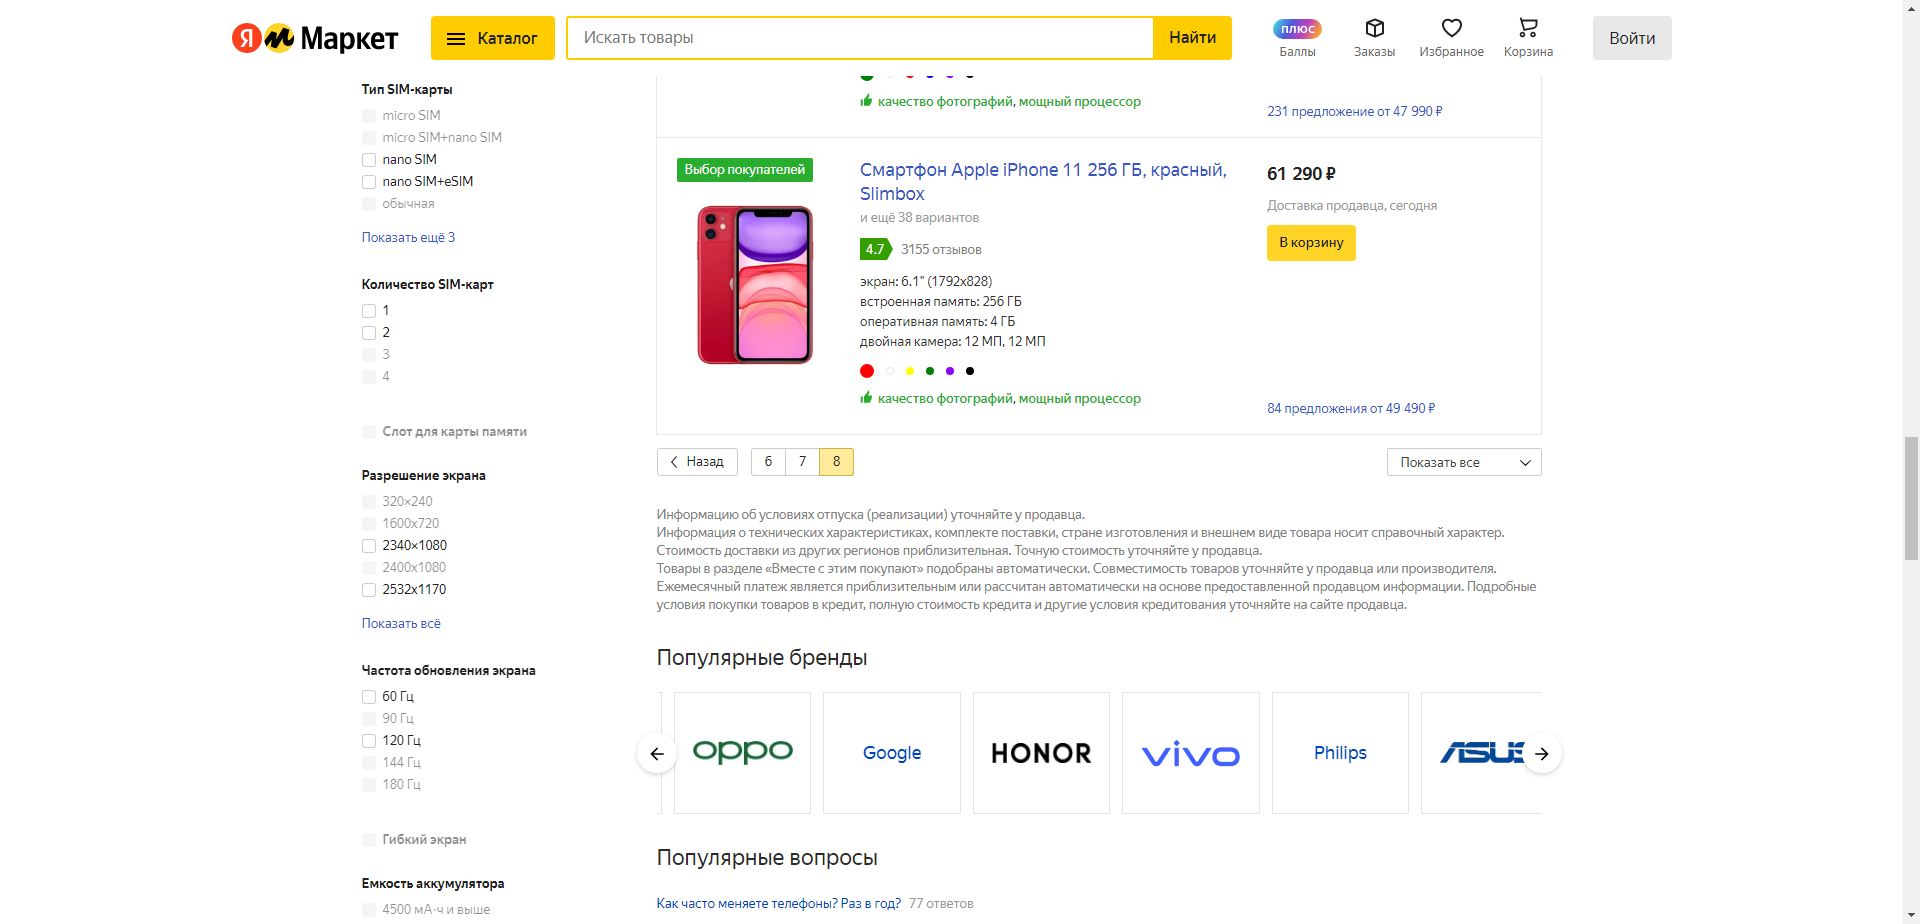 Я Маркет
Каталог
Искать товары
Найти
плюс
Баллы
Заказы
Избранное
Корзина
Войти
Тип SIM-карты
micro SIM
micro SIM+nano SIM
nano SIM
nano SIM+eSIM
обычная
Показать ещё 3
Количество SIM-карт
1
2
3
4
Слот для карты памяти
Разрешение экрана
320×240
1600x720
2340×1080
2400x1080
2532x1170
Показать всё
Частота обновления экрана
60 Гц
90 Гц
120 Гц
144 Гц
180 Гц
Гибкий экран
Емкость аккумулятора
4500 мА·ч и выше
качество фотографий, мощный процессор
231 предложение от 47 990 ₽
Выбор покупателей
Смартфон Apple iPhone 11 256 ГБ, красный,
Slimbox
и ещё 38 вариантов
4.7 3155 отзывов
экран: 6.1" (1792x828)
встроенная память: 256 ГБ
оперативная память: 4 ГБ
двойная камера: 12 МП, 12 МП
качество фотографий, мощный процессор
61 290 ₽
Доставка продавца, сегодня
В корзину
84 предложения от 49 490 ₽
Назад
6
7
8
Показать все
Информацию об условиях отпуска (реализации) уточняйте у продавца.
Информация о технических характеристиках, комплекте поставки, стране изготовления и внешнем виде товара носит справочный характер.
Стоимость доставки из других регионов приблизительная. Точную стоимость уточняйте у продавца.
Товары в разделе «Вместе с этим покупают» подобраны автоматически. Совместимость товаров уточняйте у продавца или производителя.
Ежемесячный платеж является приблизительным или рассчитан автоматически на основе предоставленной продавцом информации. Подробные
условия покупки товаров в кредит, полную стоимость кредита и другие условия кредитования уточняйте на сайте продавца.
Популярные бренды
oppo
Google
HONOR
vivo
Philips
ASUS
Популярные вопросы
Как часто меняете телефоны? Раз в год? 77 ответов